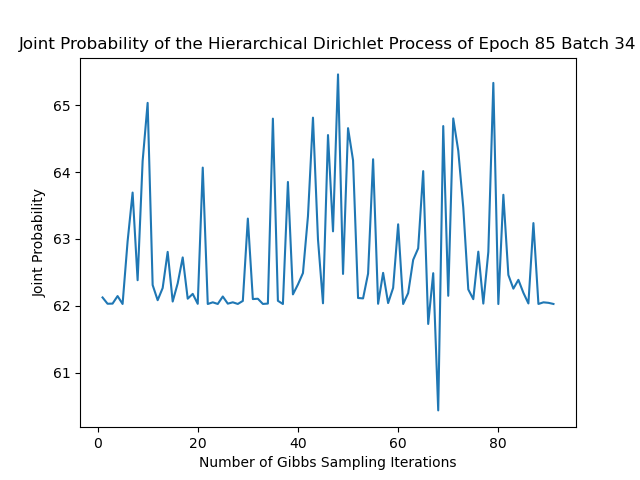 Joint Probability of the Hierarchical Dirichlet Process of Epoch 85 Batch 34
65
64
63
62
61
Joint Probability
0 20 40 60 80
Number of Gibbs Sampling Iterations